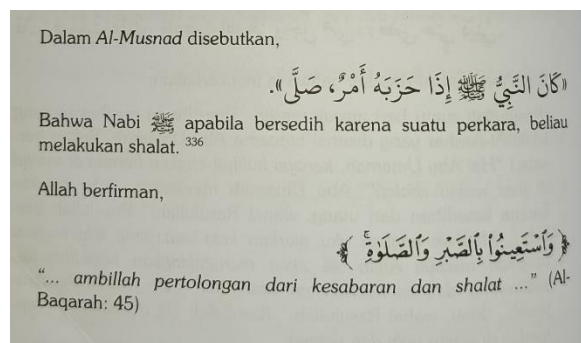 Dalam Al-Musnad disebutkan,
«كَانَ النَّبِيُّ ﷺ إِذَا حَزَبَهُ أَمْرٌ، صَلَّى».
Bahwa Nabi ﷺ apabila bersedih karena suatu perkara, beliau
melakukan shalat. 336
Allah berfirman,
﴿ وَٱسْتَعِينُوا۟ بِٱلصَّبْرِ وَٱلصَّلَوٰةِ ۚ ﴾
“... ambillah pertolongan dari kesabaran dan shalat ...” (Al-
Baqarah: 45)